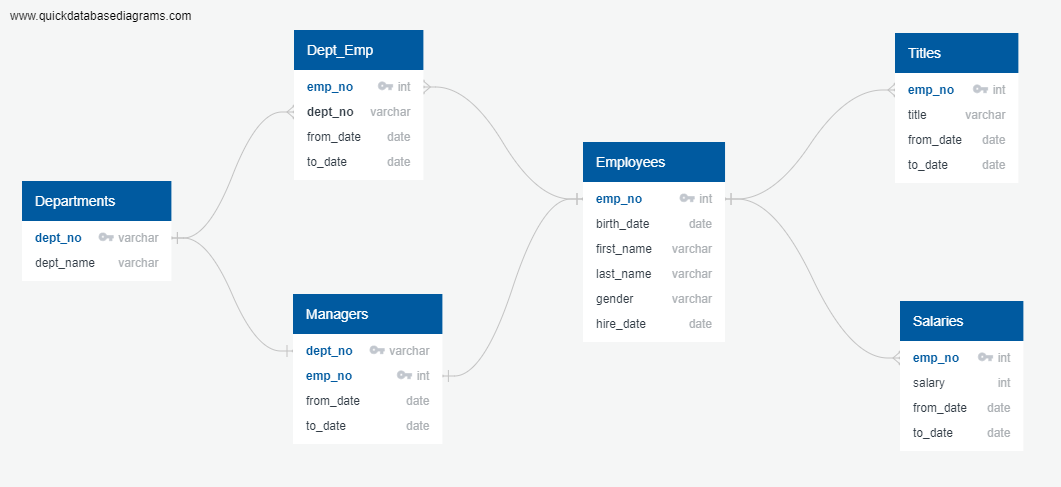 www.quickdatabasediagrams.com
Dept_Emp
emp_no int
dept_no varchar
from_date date
to_date date
Titles
emp_no int
title varchar
from_date date
to_date date
Employees
emp_no int
birth_date date
first_name varchar
last_name varchar
gender varchar
hire_date date
Departments
dept_no varchar
dept_name varchar
Managers
dept_no varchar
emp_no int
from_date date
to_date date
Salaries
emp_no int
salary int
from_date date
to_date date